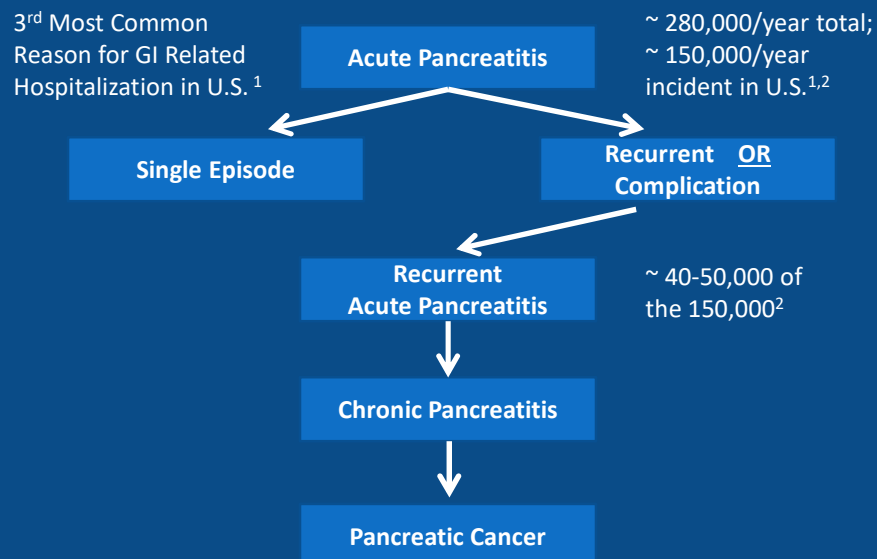 3rd Most Common
Reason for GI Related
Hospitalization in U.S. 1
Acute Pancreatitis
~ 280,000/year total;
~ 150,000/year
incident in U.S.1,2
Single Episode
Recurrent OR
Complication
Recurrent
Acute Pancreatitis
~ 40-50,000 of
the 150,0002
Chronic Pancreatitis
Pancreatic Cancer